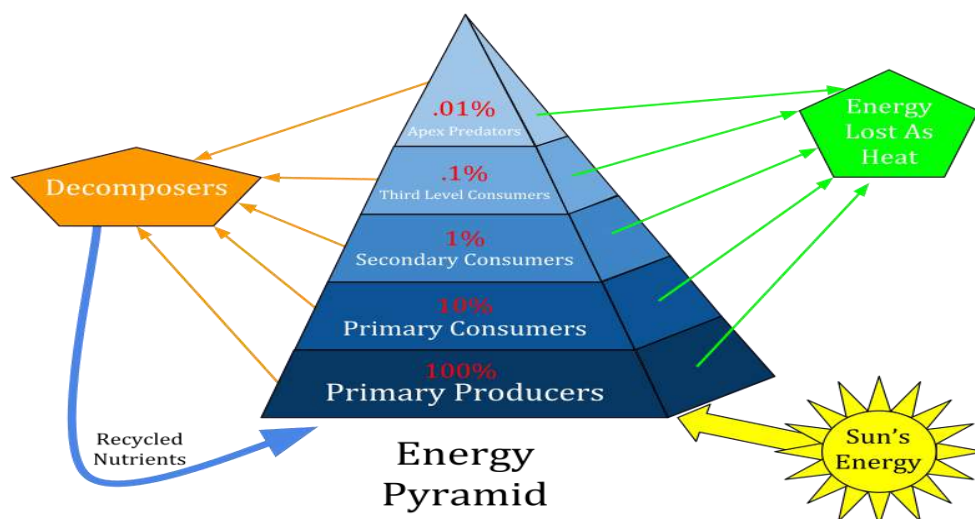 .01%
Apex Predators
Energy
Lost As
Heat
Decomposers
.1%
Third Level Consumers
1%
Secondary Consumers
10%
Primary Consumers
100%
Primary Producers
Recycled
Nutrients
Sun's
Energy
Energy
Pyramid